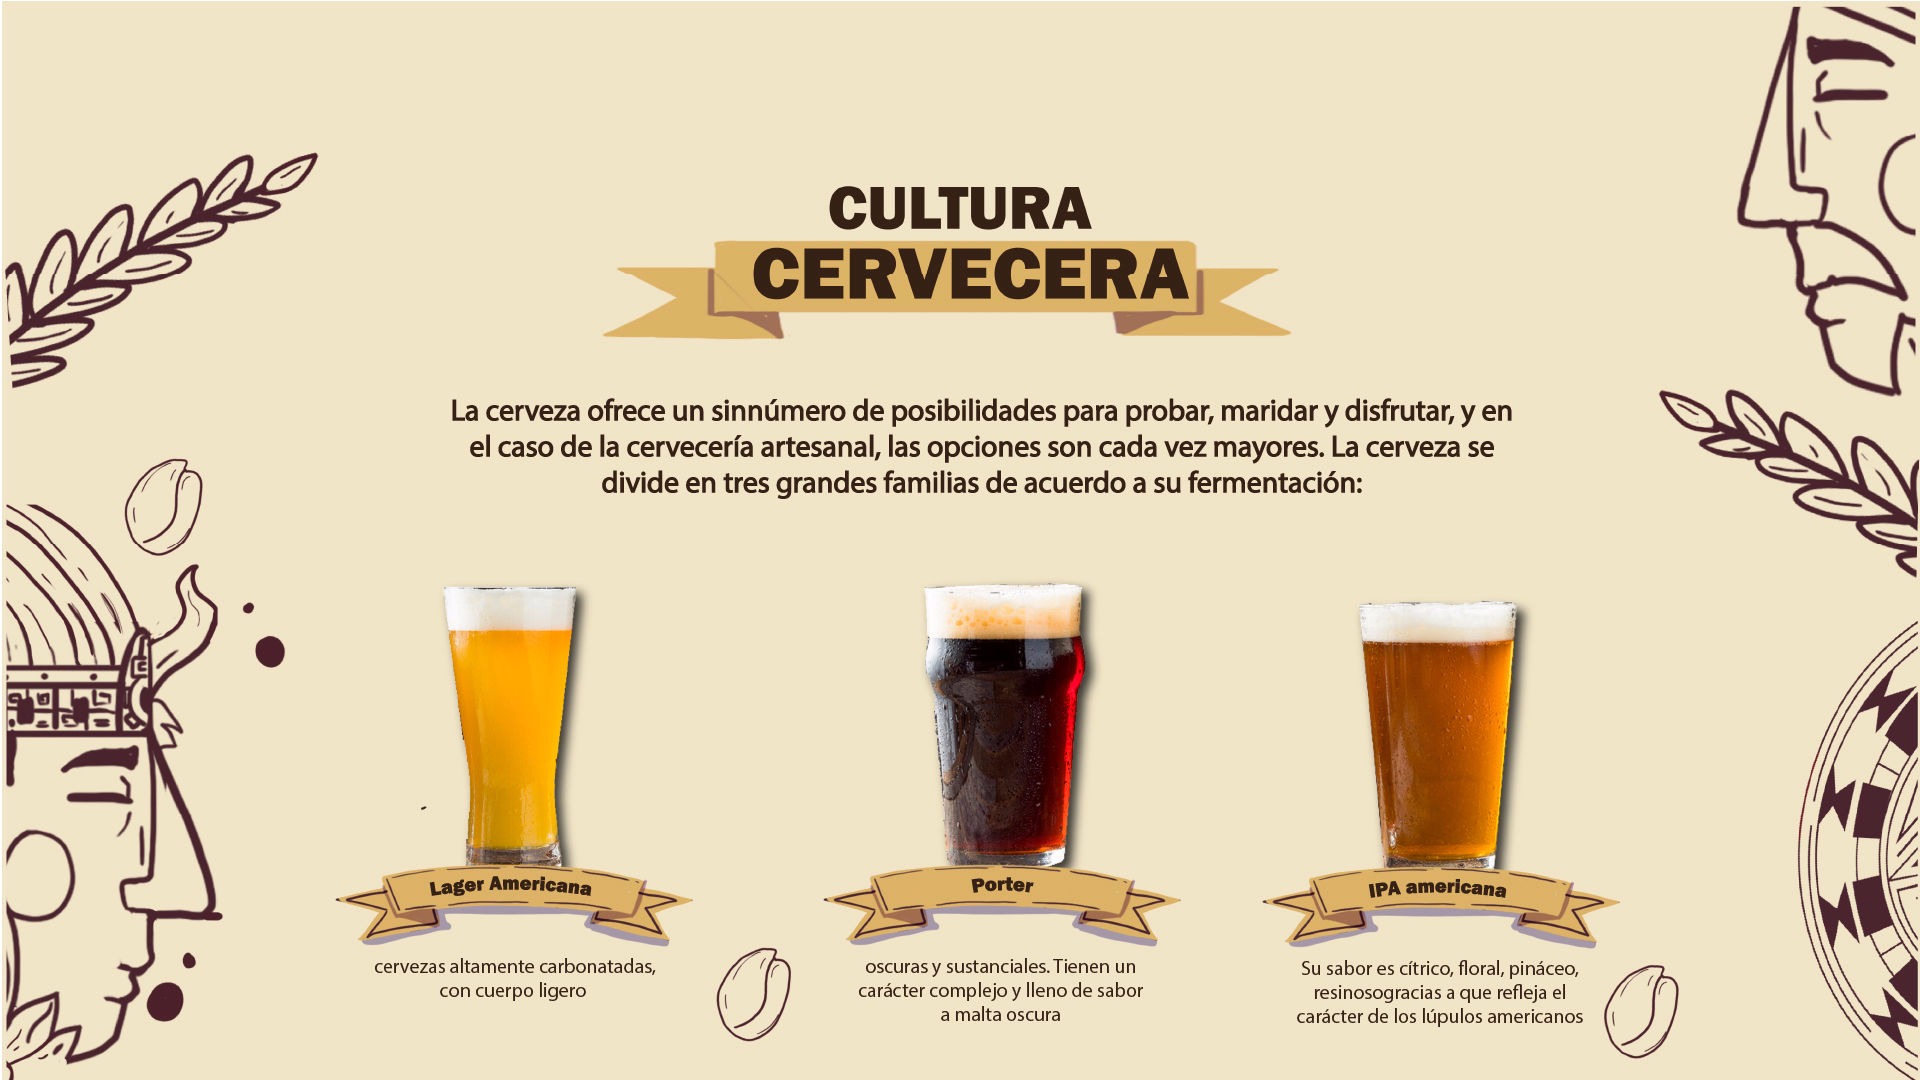 CULTURA
CERVECERA
La cerveza ofrece un sinnúmero de posibilidades para probar, maridar y disfrutar, y en
el caso de la cervecería artesanal, las opciones son cada vez mayores. La cerveza se
divide en tres grandes familias de acuerdo a su fermentación:
Lager Americana
cervezas altamente carbonatadas,
con cuerpo ligero
Porter
oscuras y sustanciales. Tienen un
carácter complejo y lleno de sabor
a malta oscura
IPA americana
Su sabor es cítrico, floral, pináceo,
resinosogracias a que refleja el
carácter de los lúpulos americanos